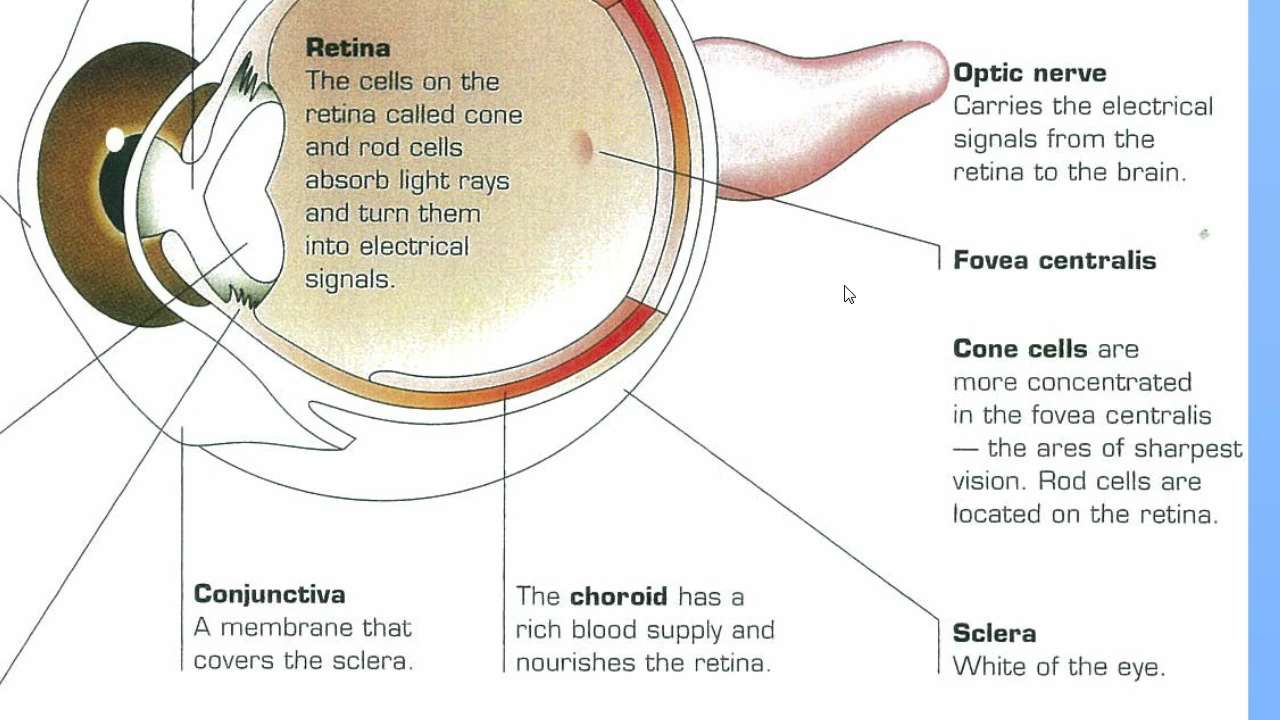 Retina
The cells on the
retina called cone
and rod cells
absorb light rays
and turn them
into electrical
signals.
Optic nerve
Carries the electrical
signals from the
retina to the brain.
Fovea centralis
Cone cells are
more concentrated
in the fovea centralis
— the ares of sharpest
vision. Rod cells are
located on the retina.
Conjunctiva
A membrane that
covers the sclera.
The choroid has a
rich blood supply and
nourishes the retina.
Sclera
White of the eye.